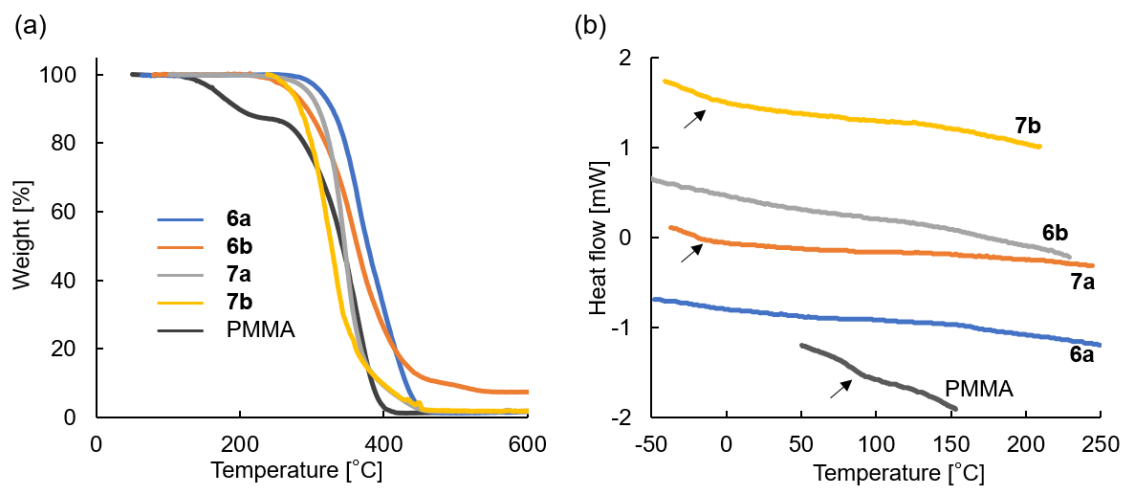 (a)
100
80
60
40
20
0
Weight [%]
6a
6b
7a
7b
PMMA
0 200 400 600
Temperature [°C]
(b)
2
1
0
-1
-2
Heat flow [mW]
7b
6b
7a
6a
PMMA
-50 0 50 100 150 200 250
Temperature [°C]